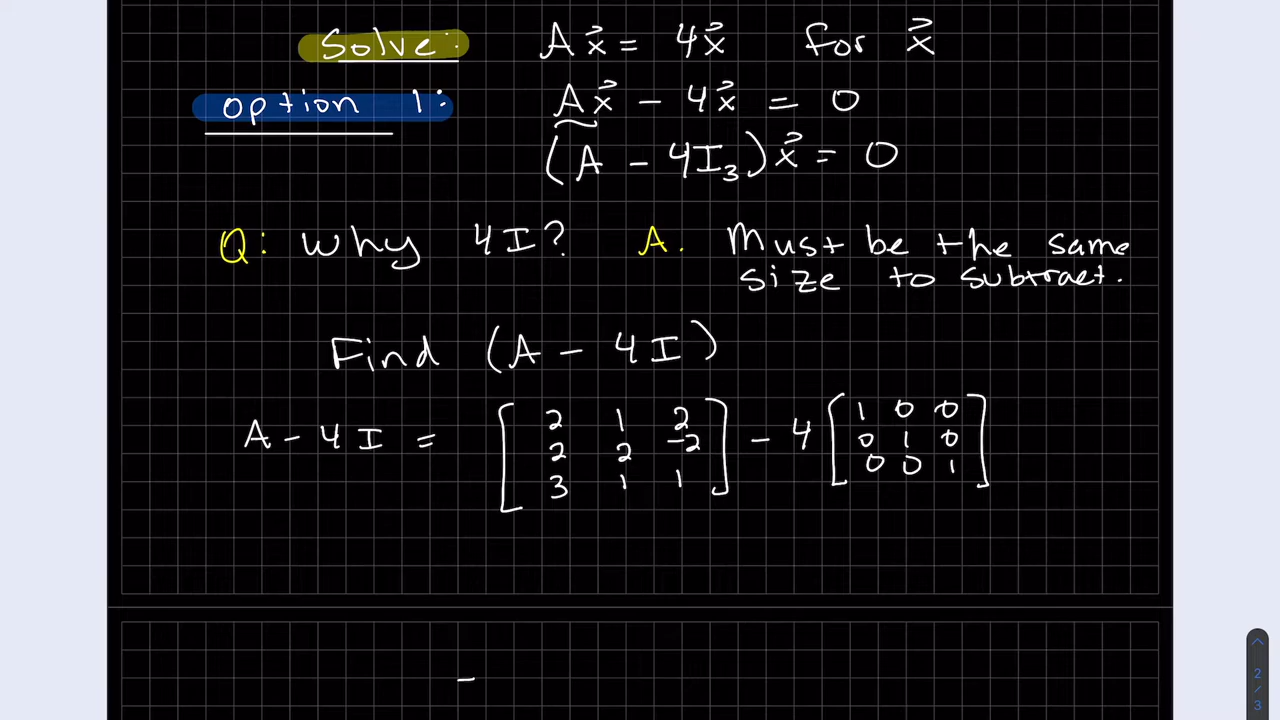 Solve: Ax⃗ = 4x⃗ for x⃗
option 1: Ax⃗ - 4x⃗ = 0
(A - 4I₃)x⃗ = 0
Q: Why 4I? A. Must be the same
size to subtract.
Find (A - 4I)
A - 4I = [2 1 2
2 2 -2
3 1 1] - 4 [1 0 0
0 1 0
0 0 1]
2
/
3